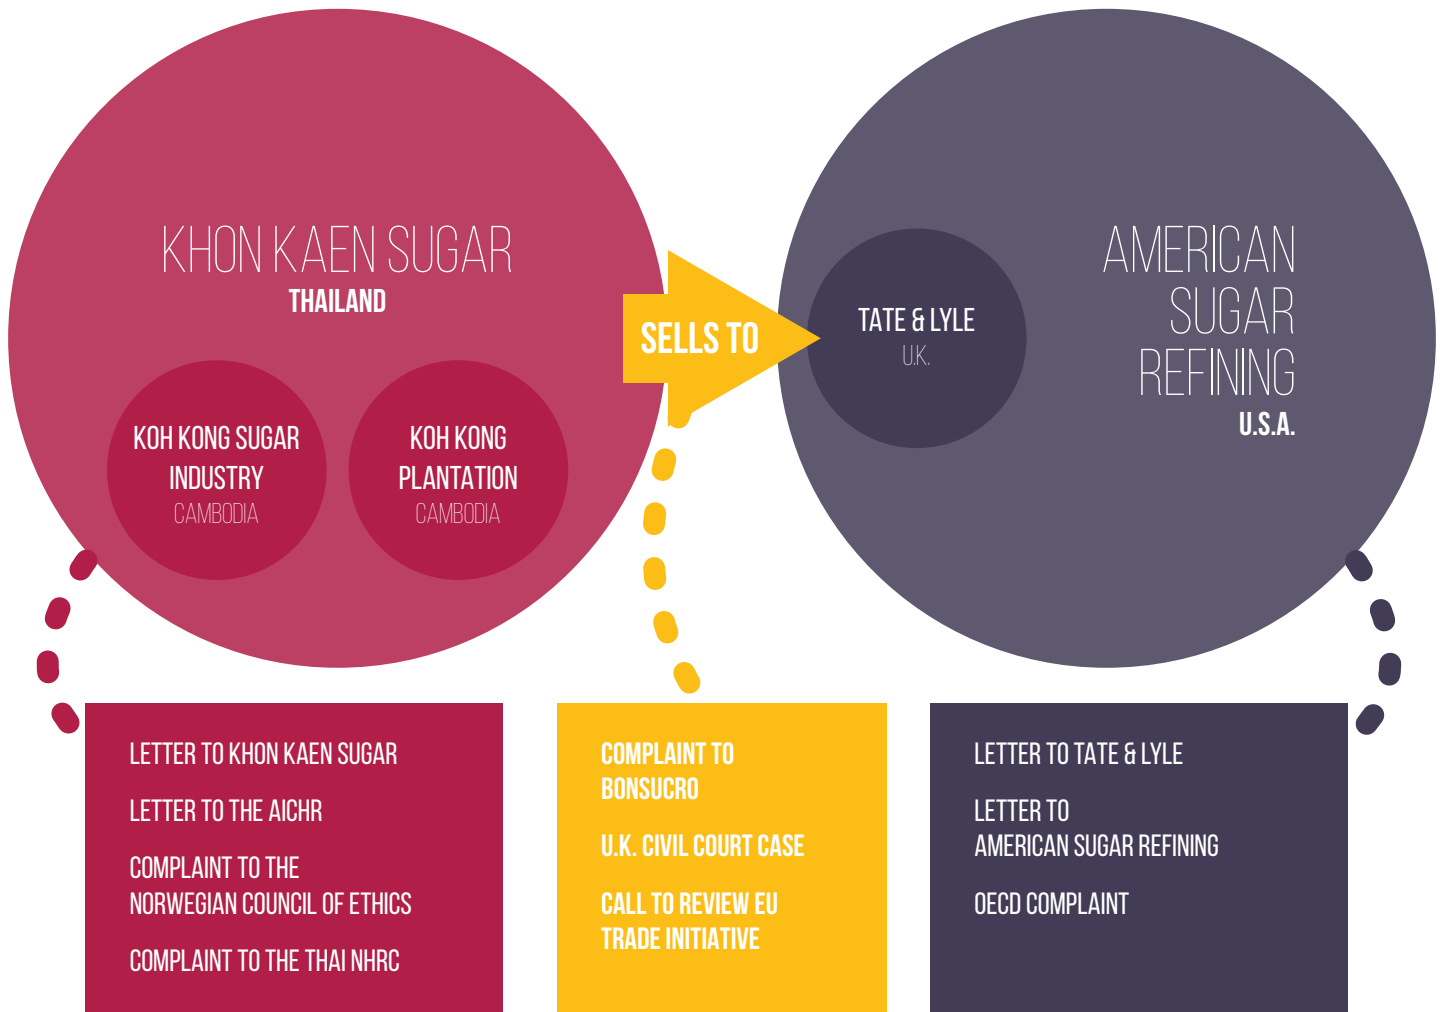 KHON KAEN SUGAR
THAILAND
KOH KONG SUGAR
INDUSTRY
CAMBODIA
KOH KONG
PLANTATION
CAMBODIA
SELLS TO
TATE & LYLE
U.K.
AMERICAN
SUGAR
REFINING
U.S.A.
LETTER TO KHON KAEN SUGAR
LETTER TO THE AICHR
COMPLAINT TO THE
NORWEGIAN COUNCIL OF ETHICS
COMPLAINT TO THE THAI NHRC
COMPLAINT TO
BONSUCRO
U.K. CIVIL COURT CASE
CALL TO REVIEW EU
TRADE INITIATIVE
LETTER TO TATE & LYLE
LETTER TO
AMERICAN SUGAR REFINING
OECD COMPLAINT